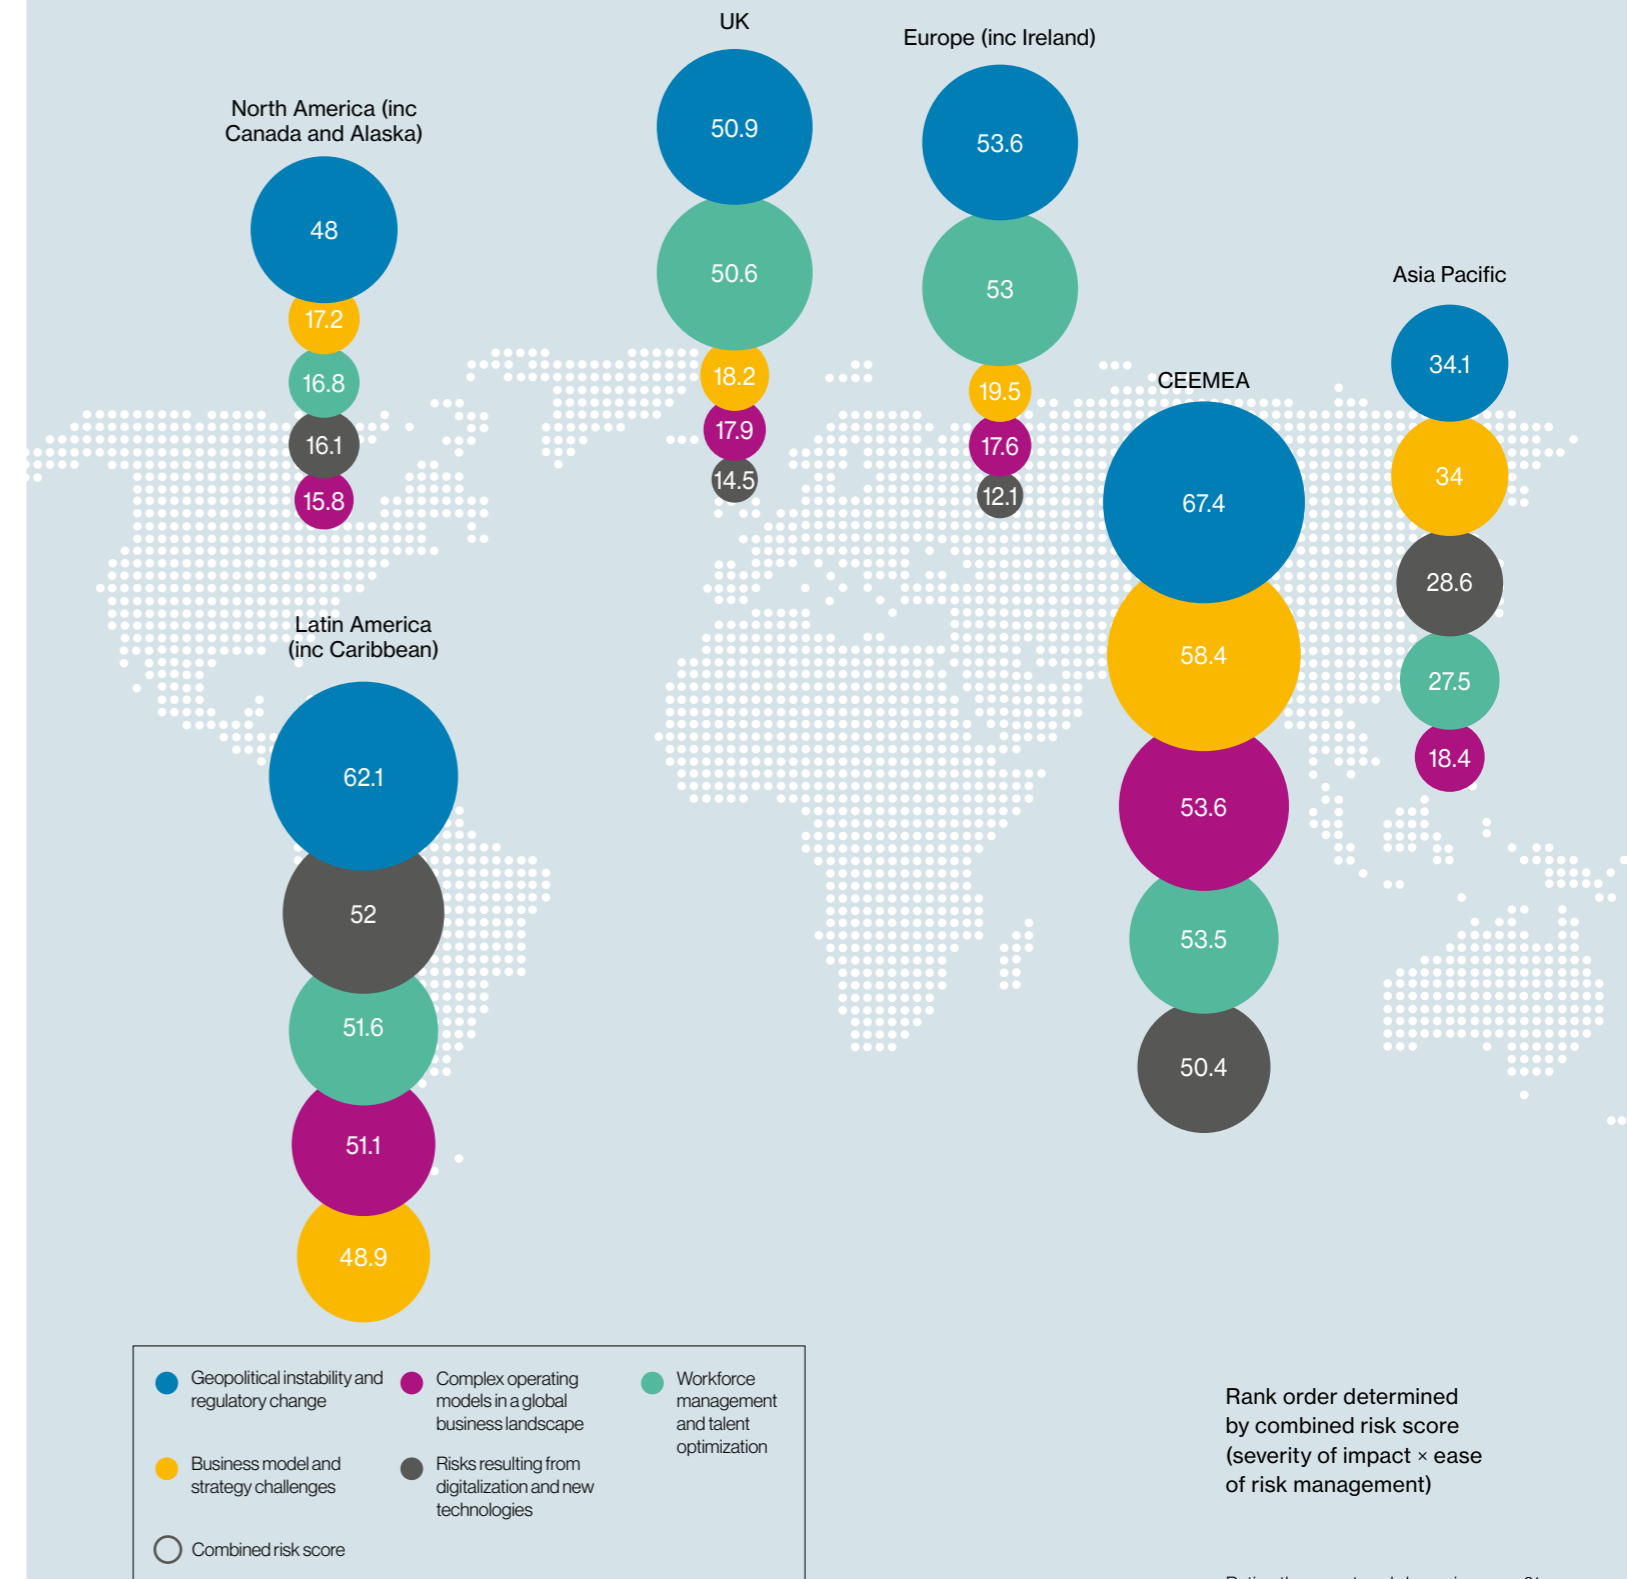 UK
50.9
50.6
18.2
17.9
14.5
Europe (inc Ireland)
53.6
53
19.5
17.6
12.1
North America (inc
Canada and Alaska)
48
17.2
16.8
16.1
15.8
Asia Pacific
34.1
34
28.6
27.5
18.4
CEEMEA
67.4
58.4
53.6
53.5
50.4
Latin America
(inc Caribbean)
62.1
52
51.6
51.1
48.9
Geopolitical instability and
regulatory change
Complex operating
models in a global
business landscape
Workforce
management
and talent
optimization
Business model and
strategy challenges
Risks resulting from
digitalization and new
technologies
Combined risk score
Rank order determined
by combined risk score
(severity of impact × ease
of risk management)